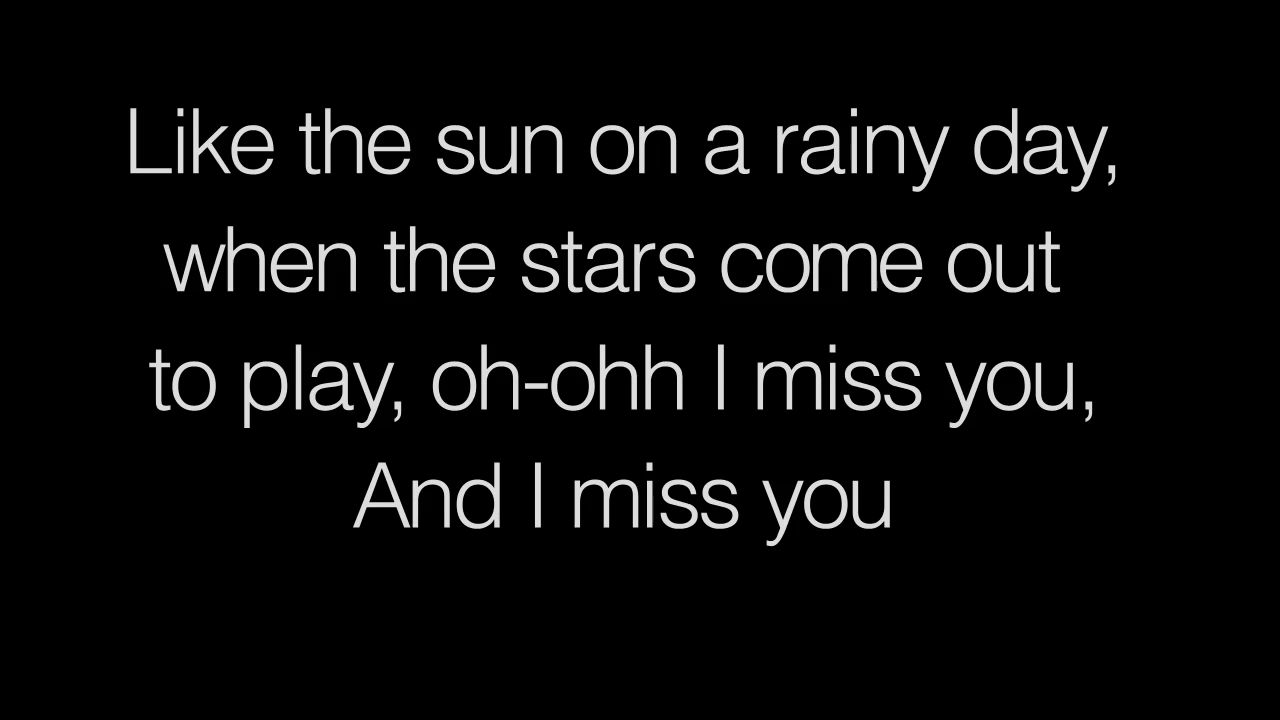 Like the sun on a rainy day,
when the stars come out
to play, oh-ohh I miss you,
And I miss you